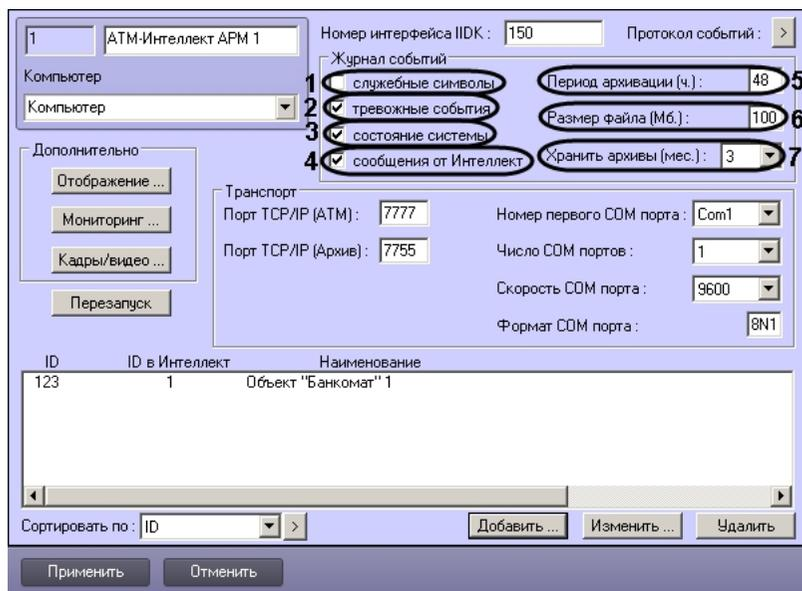 1 АТМ-Интеллект АРМ 1 Номер интерфейса IIDK : 150 Протокол событий : >
Компьютер
Компьютер
Журнал событий
1 служебные символы Период архивации (ч.) : 48 5
2 тревожные события Размер файла (Мб.) : 100 6
3 состояние системы
4 сообщения от Интеллект Хранить архивы (мес.) : 3 7
Дополнительно
Отображение ...
Мониторинг ...
Кадры/видео ...
Перезапуск
Транспорт
Порт TCP/IP (АТМ) : 7777 Номер первого COM порта : Com1
Порт TCP/IP (Архив) : 7755 Число COM портов : 1
Скорость COM порта : 9600
Формат COM порта : 8N1
ID ID в Интеллект Наименование
123 1 Объект "Банкомат" 1
Сортировать по : ID > Добавить ... Изменить ... Удалить
Применить Отменить